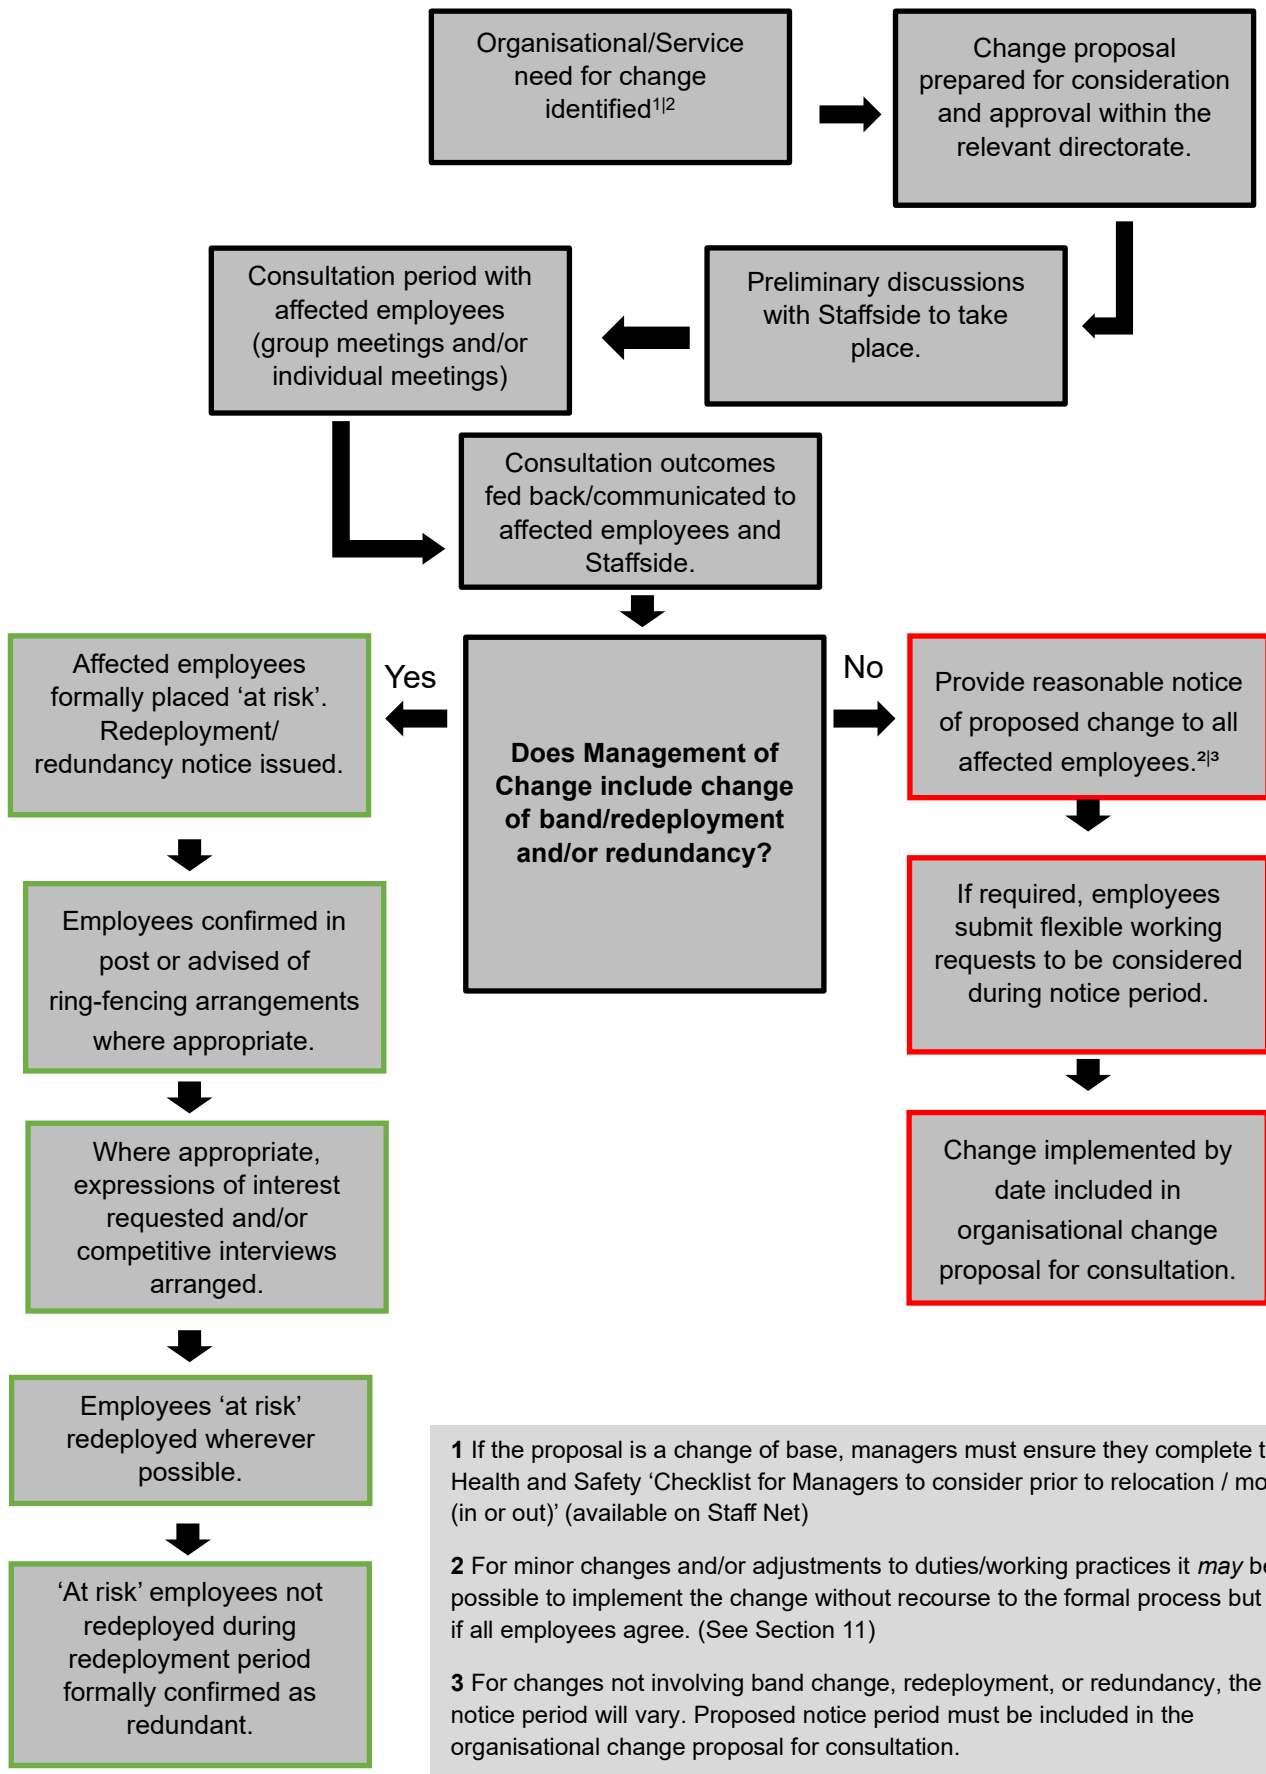 Organisational/Service
need for change
identified¹|²
Change proposal
prepared for consideration
and approval within the
relevant directorate.
Preliminary discussions
with Staffside to take
place.
Consultation period with
affected employees
(group meetings and/or
individual meetings)
Consultation outcomes
fed back/communicated to
affected employees and
Staffside.
Does Management of
Change include change
of band/redeployment
and/or redundancy?
Yes
Affected employees
formally placed ‘at risk’.
Redeployment/
redundancy notice issued.
Employees confirmed in
post or advised of
ring-fencing arrangements
where appropriate.
Where appropriate,
expressions of interest
requested and/or
competitive interviews
arranged.
Employees ‘at risk’
redeployed wherever
possible.
‘At risk’ employees not
redeployed during
redeployment period
formally confirmed as
redundant.
No
Provide reasonable notice
of proposed change to all
affected employees.²|³
If required, employees
submit flexible working
requests to be considered
during notice period.
Change implemented by
date included in
organisational change
proposal for consultation.
1 If the proposal is a change of base, managers must ensure they complete
Health and Safety ‘Checklist for Managers to consider prior to relocation /
(in or out)’ (available on Staff Net)
2 For minor changes and/or adjustments to duties/working practices it may be
possible to implement the change without recourse to the formal process but
if all employees agree. (See Section 11)
3 For changes not involving band change, redeployment, or redundancy, the
notice period will vary. Proposed notice period must be included in the
organisational change proposal for consultation.